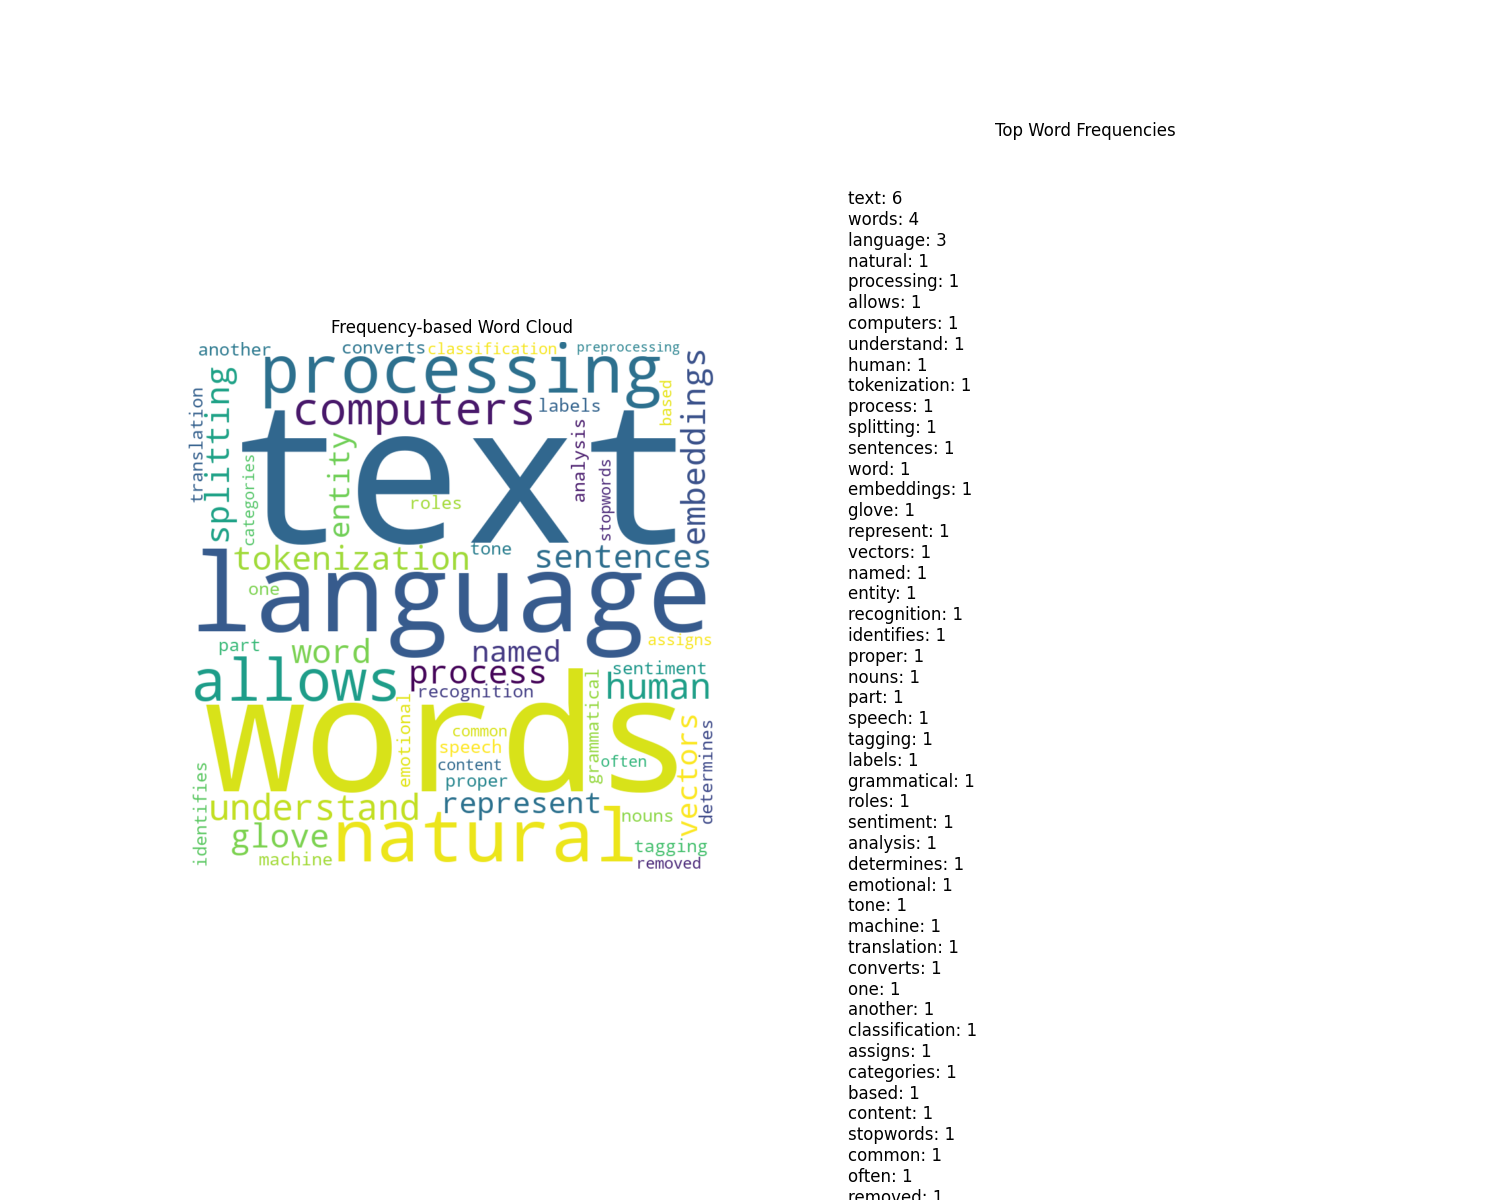 Frequency-based Word Cloud
another
converts
classification
preprocessing
processing
splitting
translation
computers
labels
based
embeddings
text
entity
categories
roles
analysis
stopwords
tokenization
tone
sentences
language
one
part
word
named
assigns
allows
process
recognition
sentiment
human
words
emotional
common
speech
content
proper
grammatical
often
vectors
determines
identifies
understand
represent
nouns
glove
natural
machine
tagging
removed
Top Word Frequencies
text: 6
words: 4
language: 3
natural: 1
processing: 1
allows: 1
computers: 1
understand: 1
human: 1
tokenization: 1
process: 1
splitting: 1
sentences: 1
word: 1
embeddings: 1
glove: 1
represent: 1
vectors: 1
named: 1
entity: 1
recognition: 1
identifies: 1
proper: 1
nouns: 1
part: 1
speech: 1
tagging: 1
labels: 1
grammatical: 1
roles: 1
sentiment: 1
analysis: 1
determines: 1
emotional: 1
tone: 1
machine: 1
translation: 1
converts: 1
one: 1
another: 1
classification: 1
assigns: 1
categories: 1
based: 1
content: 1
stopwords: 1
common: 1
often: 1
removed: 1